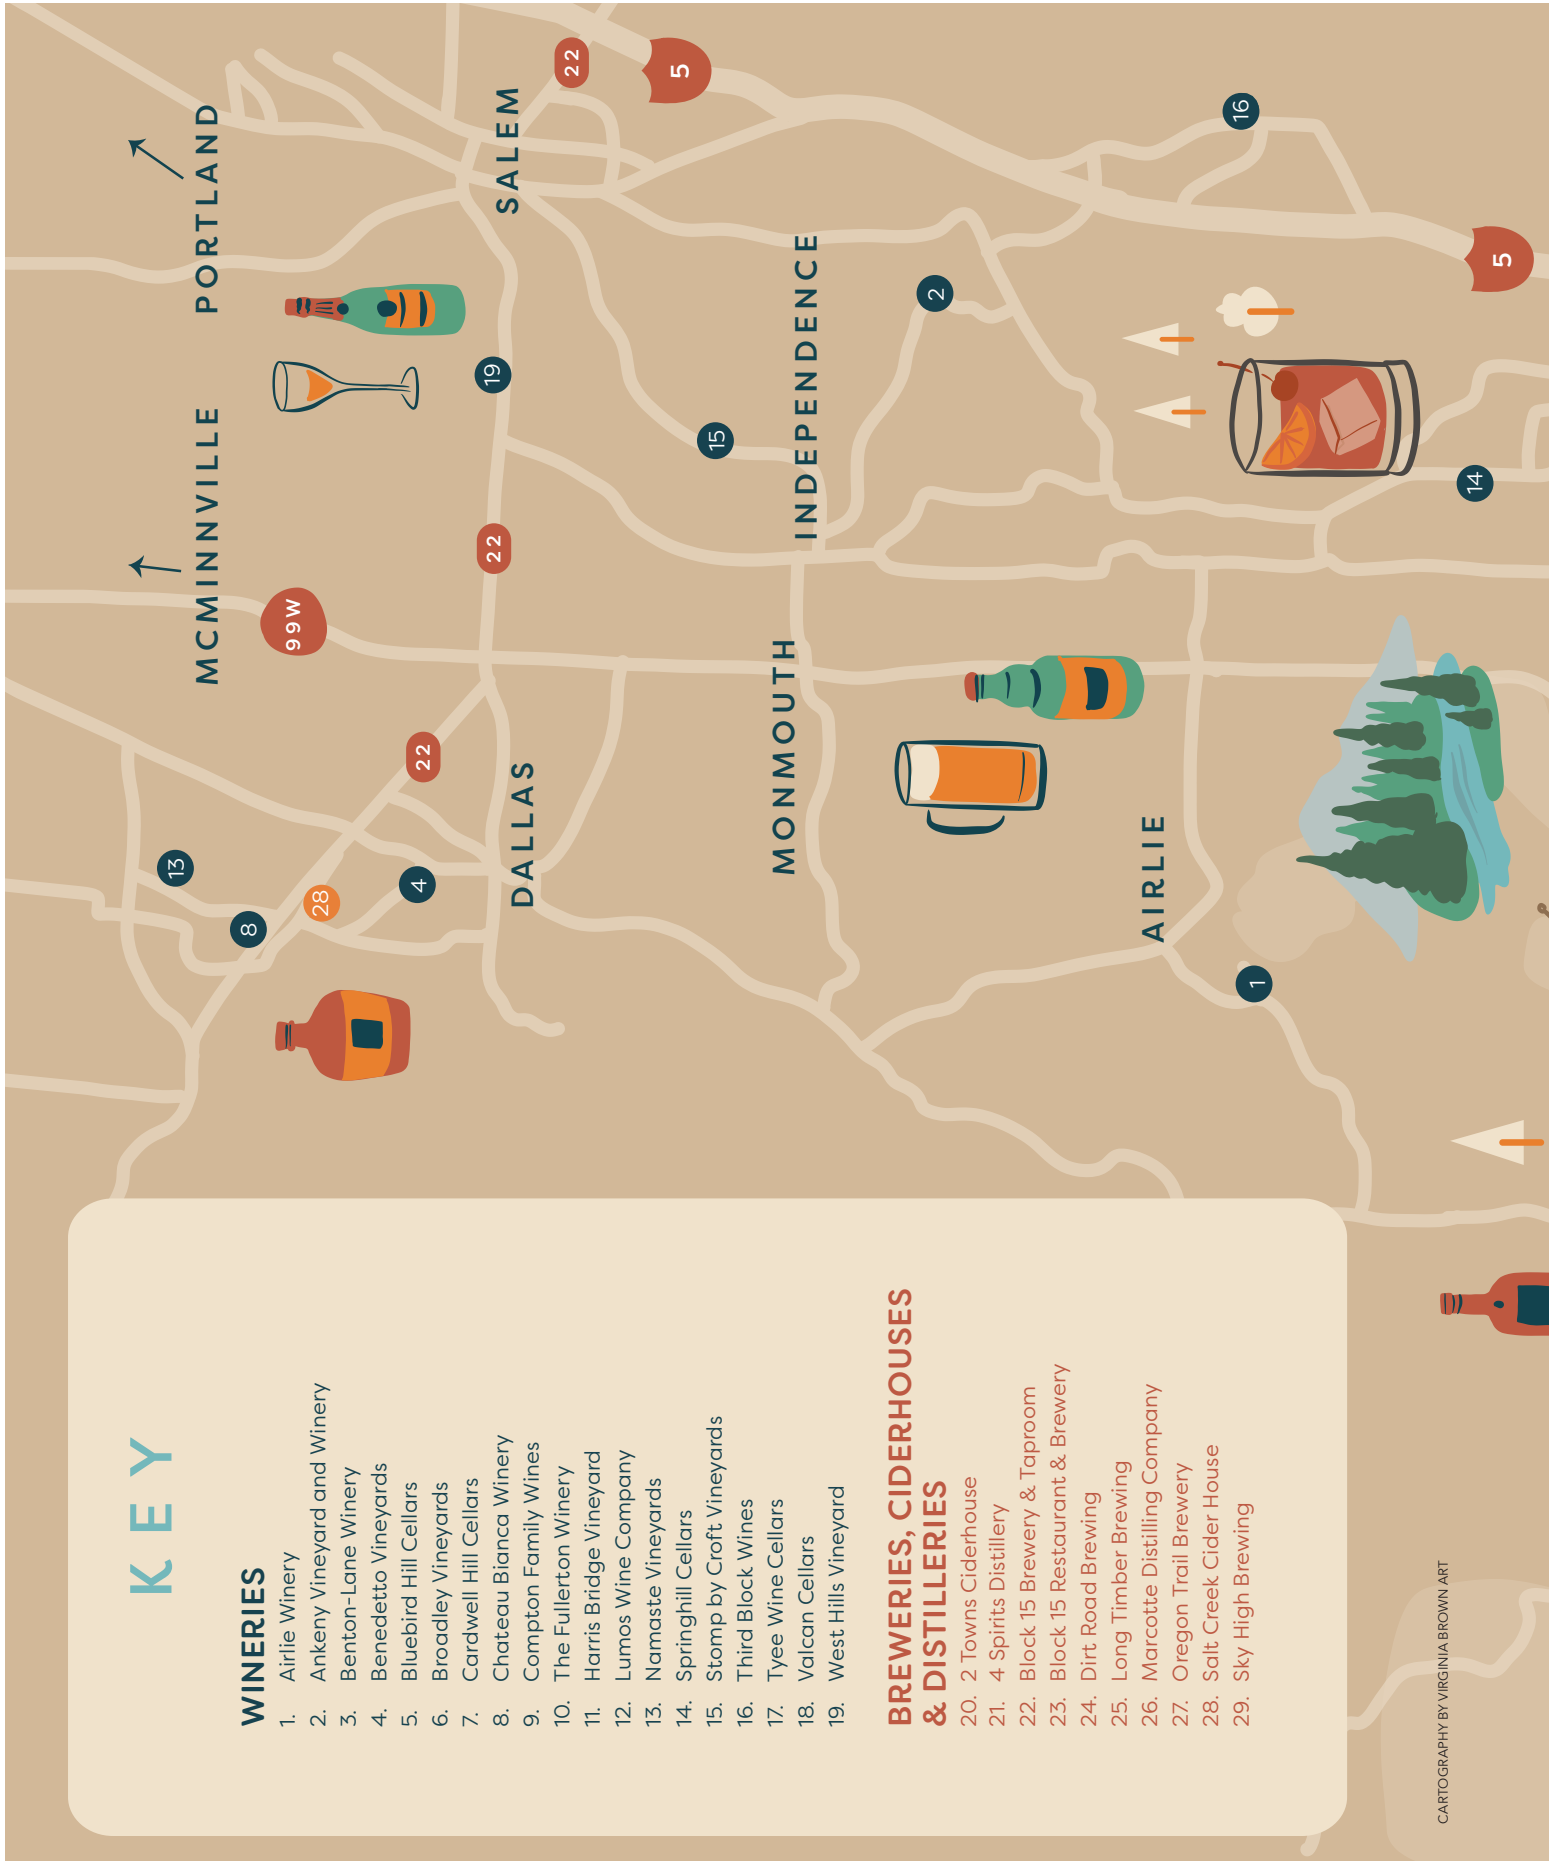 KEY
WINERIES
1. Airlie Winery
2. Ankeny Vineyard and Winery
3. Benton-Lane Winery
4. Benedetto Vineyards
5. Bluebird Hill Cellars
6. Broadley Vineyards
7. Cardwell Hill Cellars
8. Chateau Bianca Winery
9. Compton Family Wines
10. The Fullerton Winery
11. Harris Bridge Vineyard
12. Lumos Wine Company
13. Namaste Vineyards
14. Springhill Cellars
15. Stomp by Croft Vineyards
16. Third Block Wines
17. Tyee Wine Cellars
18. Valcan Cellars
19. West Hills Vineyard
BREWERIES, CIDERHOUSES
& DISTILLERIES
20. 2 Towns Ciderhouse
21. 4 Spirits Distillery
22. Block 15 Brewery & Taproom
23. Block 15 Restaurant & Brewery
24. Dirt Road Brewing
25. Long Timber Brewing
26. Marcotte Distilling Company
27. Oregon Trail Brewery
28. Salt Creek Cider House
29. Sky High Brewing
CARTOGRAPHY BY VIRGINIA BROWN ART
MCMINNVILLE
PORTLAND
13
8
99W
28
4
22
22
19
22
SALEM
DALLAS
5
15
MONMOUTH
INDEPENDENCE
2
AIRLIE
16
1
14
5